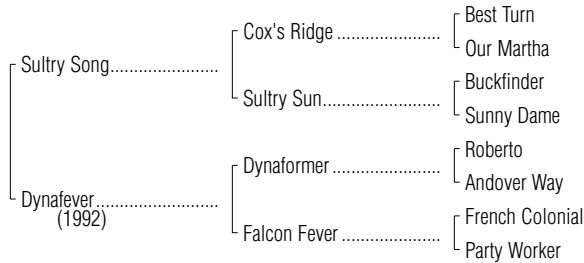 Best Turn
Cox's Ridge ......................
Our Martha
Sultry Song.......................
Buckfinder
Sultry Sun.........................
Sunny Dame
Roberto
Dynaformer .......................
Andover Way
Dynafever..........................
(1992)
French Colonial
Falcon Fever .....................
Party Worker